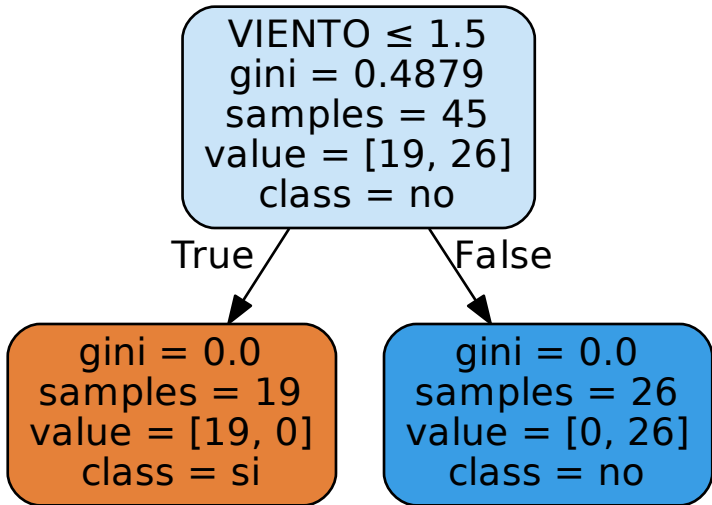 VIENTO ≤ 1.5
gini = 0.4879
samples = 45
value = [19, 26]
class = no
True
False
gini = 0.0
samples = 19
value = [19, 0]
class = si
gini = 0.0
samples = 26
value = [0, 26]
class = no